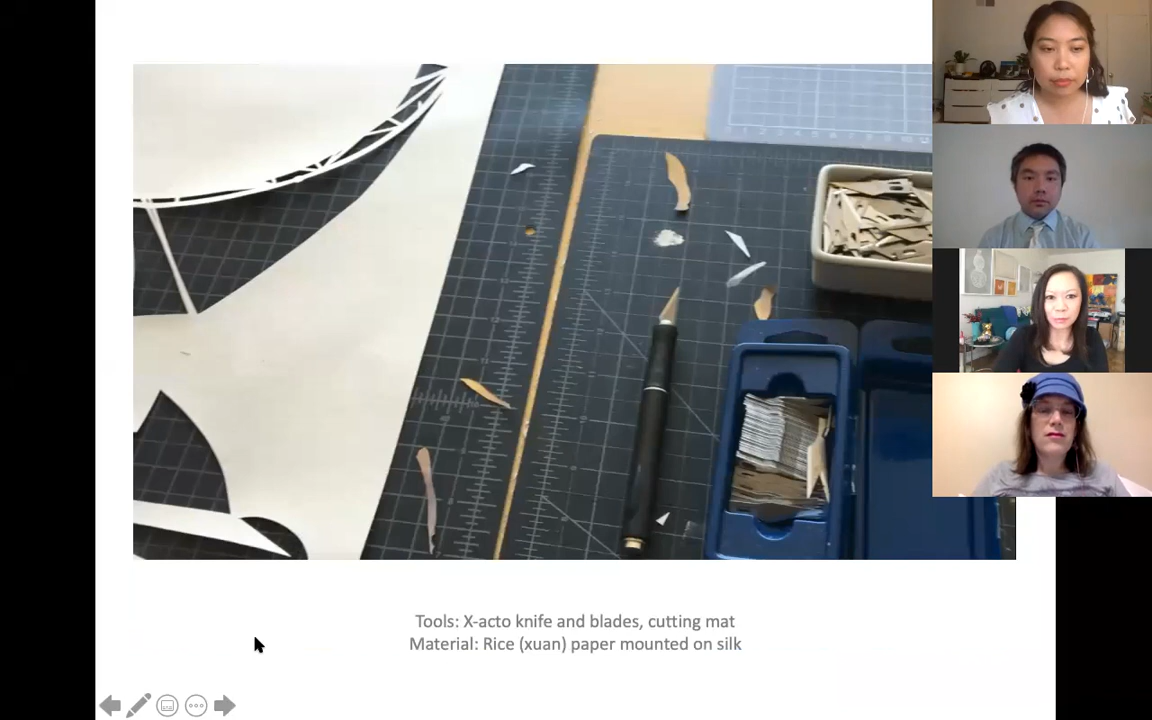 Tools: X-acto knife and blades, cutting mat
Material: Rice (xuan) paper mounted on silk